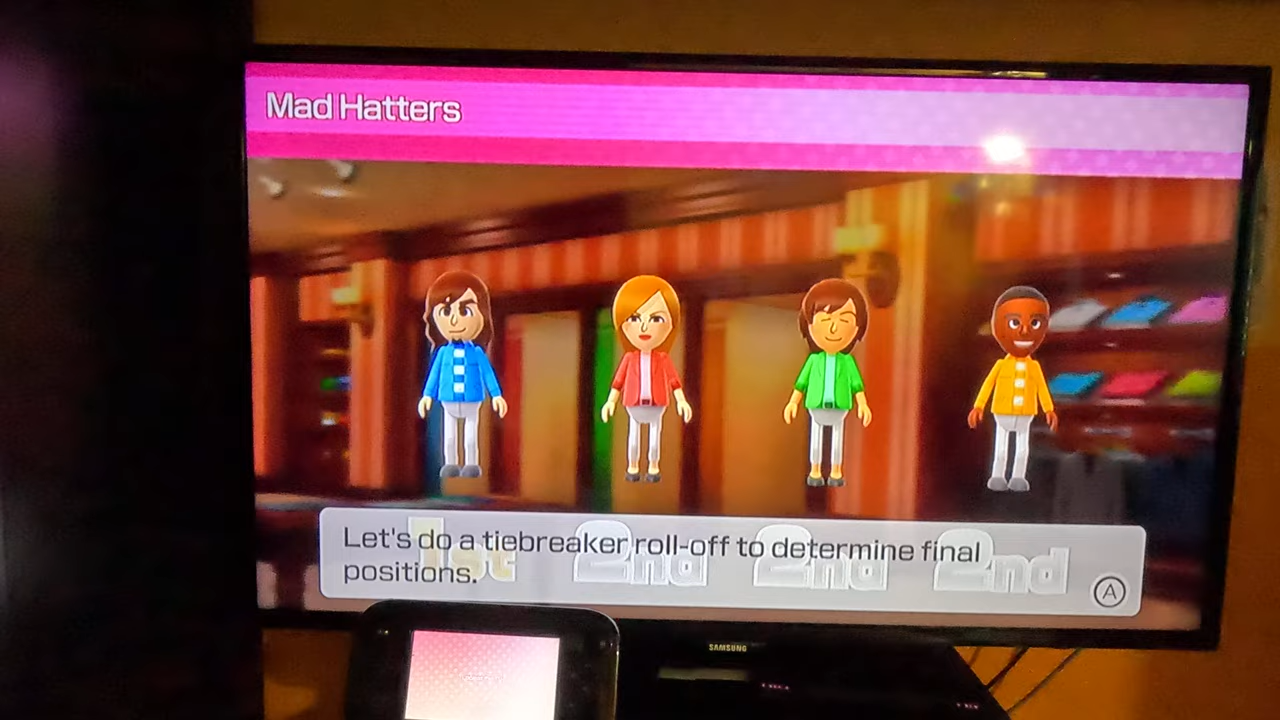 Mad Hatters
Let's do a tiebreaker roll-off to determine final
positions.
1st 2nd 2nd 2nd
A
SAMSUNG